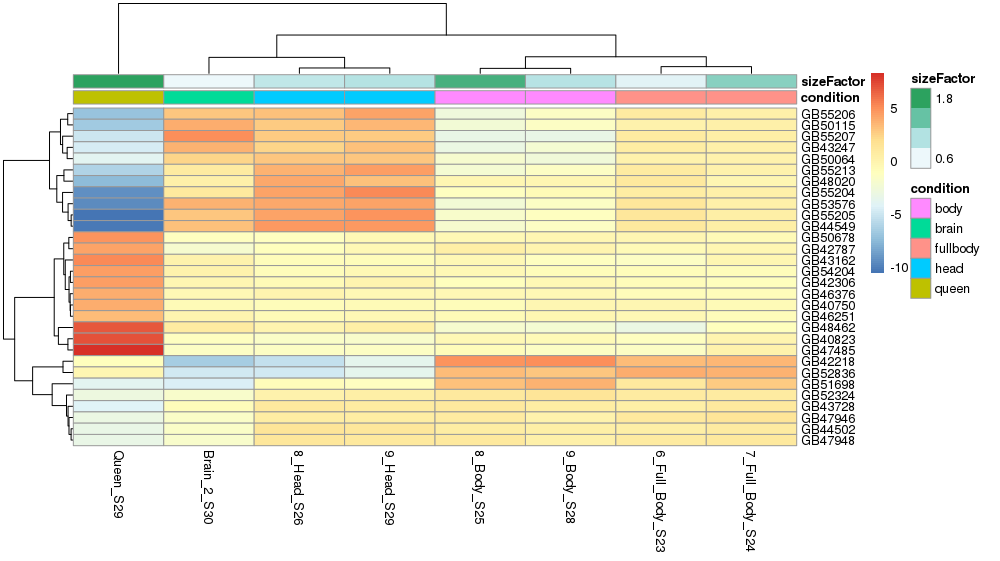 sizeFactor
condition
GB55206
GB50115
GB55207
GB43247
GB50064
GB55213
GB48020
GB55204
GB53576
GB55205
GB44549
GB50678
GB42787
GB43162
GB54204
GB42306
GB46376
GB40750
GB46251
GB48462
GB40823
GB47485
GB42218
GB52836
GB51698
GB52324
GB43728
GB47946
GB44502
GB47948
Queen_S29
Brain_2_S30
8_Head_S26
9_Head_S29
8_Body_S25
9_Body_S28
6_Full_Body_S23
7_Full_Body_S24
5
0
-5
-10
sizeFactor
1.8
0.6
condition
body
brain
fullbody
head
queen